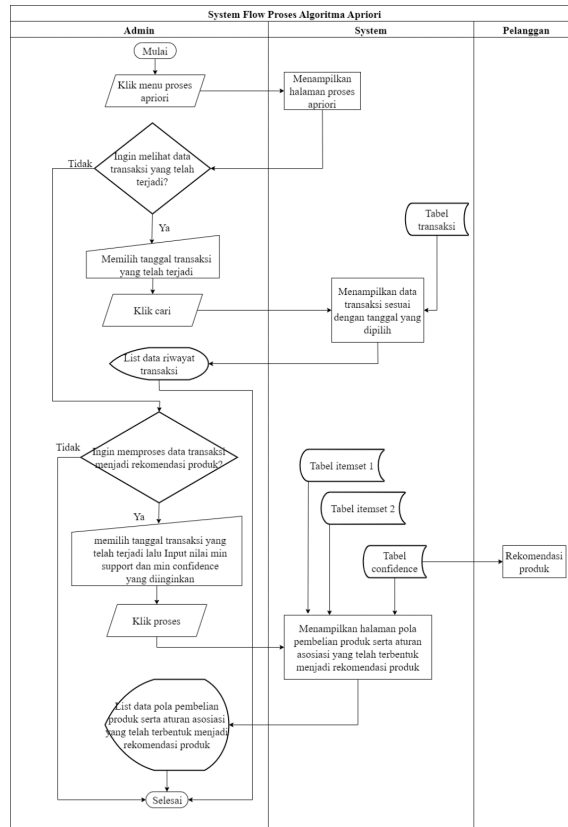 System Flow Proses Algoritma Apriori
Admin
System
Pelanggan
Mulai
Klik menu proses
apriori
Menampilkan
halaman proses
apriori
Ingin melihat data
transaksi yang telah
terjadi?
Tidak
Ya
Tabel
transaksi
Memilih tanggal transaksi
yang telah terjadi
Klik cari
Menampilkan data
transaksi sesuai
dengan tanggal yang
dipilih
List data riwayat
transaksi
Tidak
Ingin memproses data transaksi
menjadi rekomendasi produk?
Ya
Tabel itemset 1
Tabel itemset 2
memilih tanggal transaksi yang
telah terjadi lalu Input nilai min
support dan min confidence
yang diinginkan
Tabel
confidence
Rekomendasi
produk
Klik proses
Menampilkan halaman pola
pembelian produk serta aturan
asosiasi yang telah terbentuk
menjadi rekomendasi produk
List data pola pembelian
produk serta aturan asosiasi
yang telah terbentuk menjadi
rekomendasi produk
Selesai